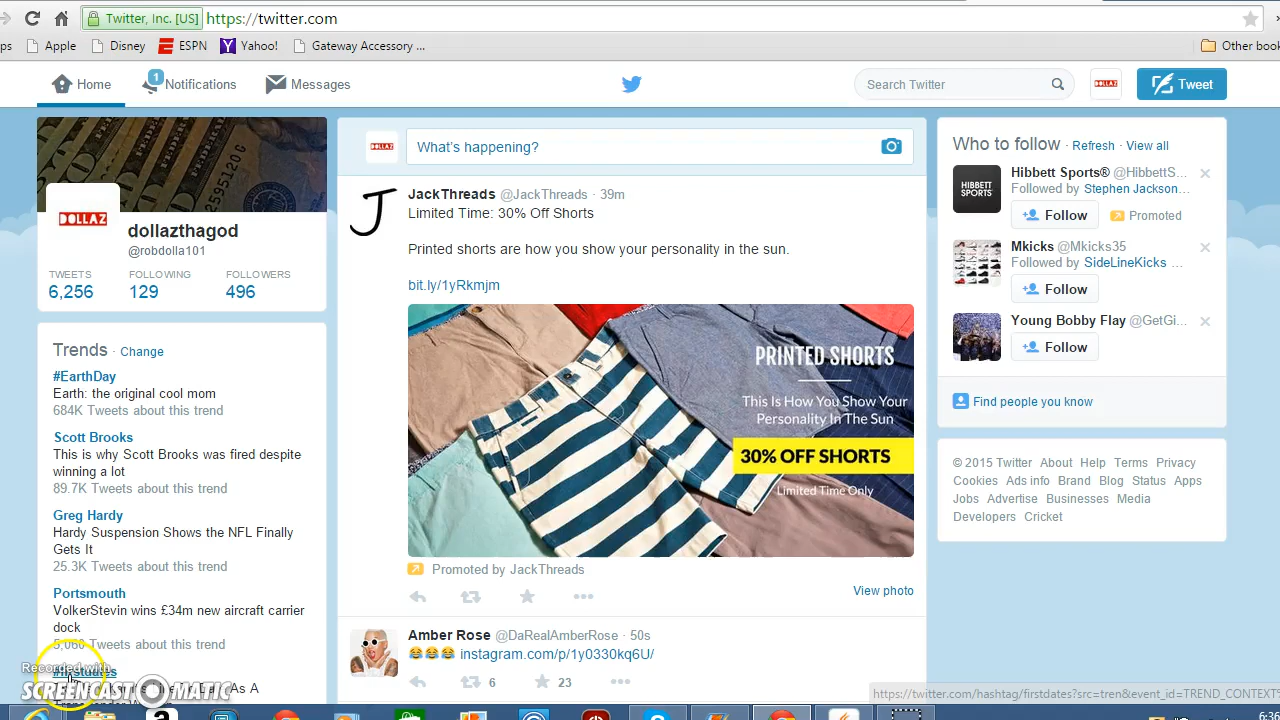 Twitter, Inc. [US] https://twitter.com
Apple Disney ESPN Yahoo! Gateway Accessory ... Other book
Home 1 Notifications Messages Search Twitter DOLLAZ Tweet
DOLLAZ
dollazthagod
@robdolla101
TWEETS FOLLOWING FOLLOWERS
6,256 129 496
Trends · Change
#EarthDay
Earth: the original cool mom
684K Tweets about this trend
Scott Brooks
This is why Scott Brooks was fired despite
winning a lot
89.7K Tweets about this trend
Greg Hardy
Hardy Suspension Shows the NFL Finally
Gets It
25.3K Tweets about this trend
Portsmouth
VolkerStevin wins £34m new aircraft carrier
dock
5,060 Tweets about this trend
As A
Recorded with
SCREENCAST MATIC
DOLLAZ What's happening?
JackThreads @JackThreads · 39m
Limited Time: 30% Off Shorts
Printed shorts are how you show your personality in the sun.
bit.ly/1yRkmjm
PRINTED SHORTS
This Is How You Show Your
Personality In The Sun
30% OFF SHORTS
Limited Time Only
Promoted by JackThreads
View photo
Amber Rose @DaRealAmberRose · 50s
😂😂😂 instagram.com/p/1y0330kq6U/
6 23
Who to follow · Refresh · View all
HIBBETT SPORTS
Hibbett Sports® @HibbettS...
Followed by Stephen Jackson...
Follow Promoted
Mkicks @Mkicks35
Followed by SideLineKicks ...
Follow
Young Bobby Flay @GetGi...
Follow
Find people you know
© 2015 Twitter About Help Terms Privacy
Cookies Ads info Brand Blog Status Apps
Jobs Advertise Businesses Media
Developers Cricket
https://twitter.com/hashtag/firstdates?src=tren&event_id=TREND_CONTEXT